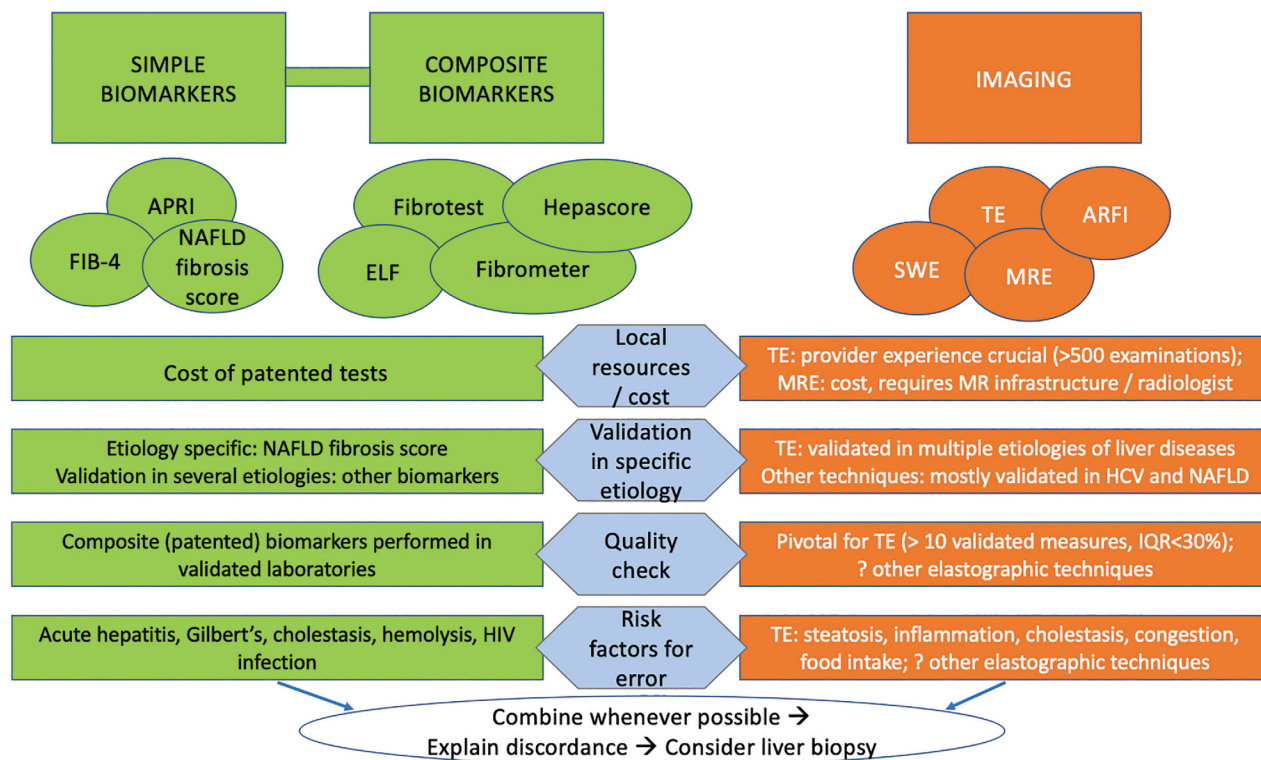 SIMPLE
BIOMARKERS
COMPOSITE
BIOMARKERS
IMAGING
APRI
FIB-4
NAFLD
fibrosis
score
Fibrotest
Hepascore
ELF
Fibrometer
TE
ARFI
SWE
MRE
Cost of patented tests
Local
resources
/ cost
TE: provider experience crucial (>500 examinations);
MRE: cost, requires MR infrastructure / radiologist
Etiology specific: NAFLD fibrosis score
Validation in several etiologies: other biomarkers
Validation
in specific
etiology
TE: validated in multiple etiologies of liver diseases
Other techniques: mostly validated in HCV and NAFLD
Composite (patented) biomarkers performed in
validated laboratories
Quality
check
Pivotal for TE (> 10 validated measures, IQR<30%);
? other elastographic techniques
Acute hepatitis, Gilbert's, cholestasis, hemolysis, HIV
infection
Risk
factors for
error
TE: steatosis, inflammation, cholestasis, congestion,
food intake; ? other elastographic techniques
Combine whenever possible →
Explain discordance → Consider liver biopsy